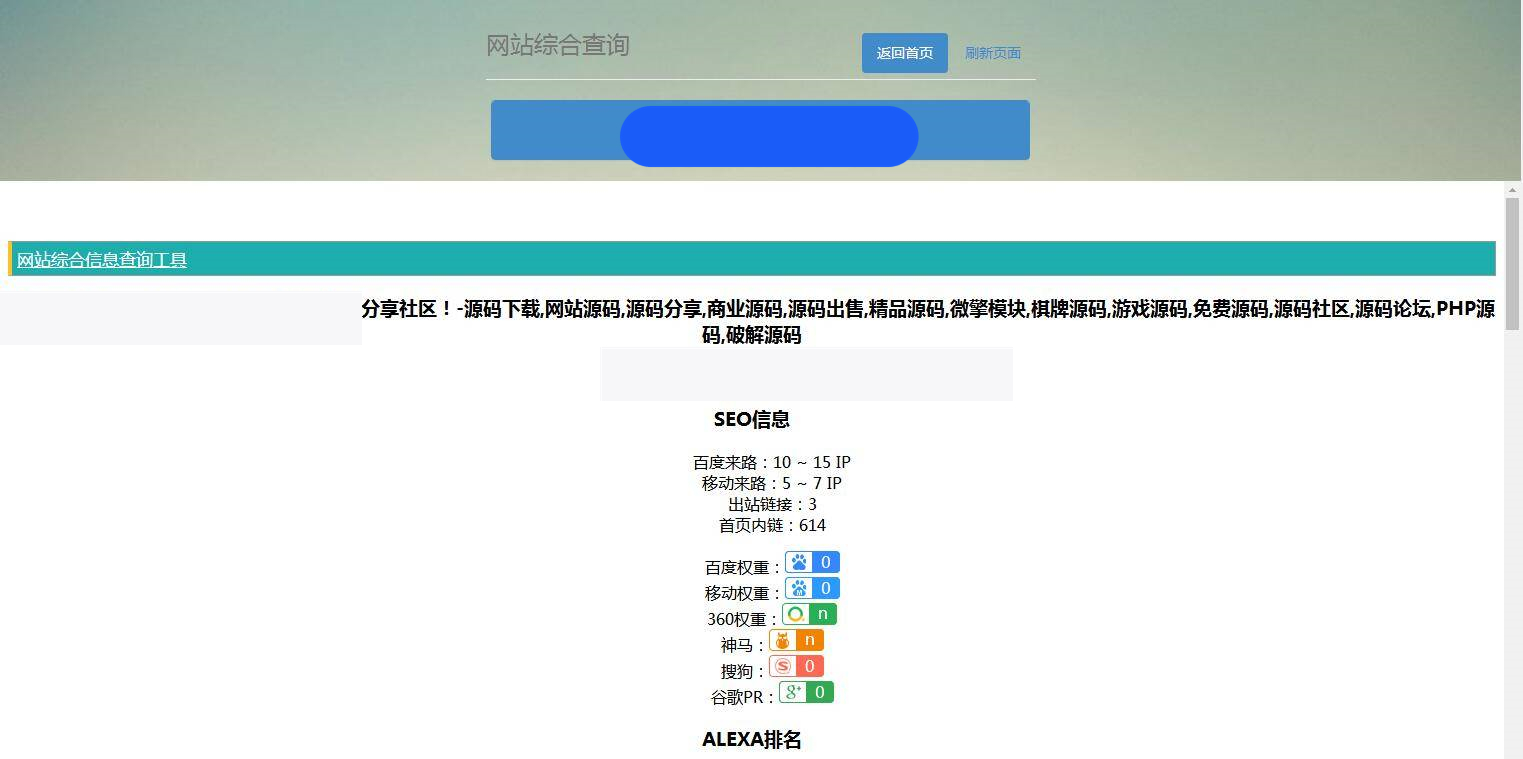 网站综合查询
返回首页 刷新页面
网站综合信息查询工具
分享社区！-源码下载,网站源码,源码分享,商业源码,源码出售,精品源码,微擎模块,棋牌源码,游戏源码,免费源码,源码社区,源码论坛,PHP源
码,破解源码
SEO信息
百度来路：10 ~ 15 IP
移动来路：5 ~ 7 IP
出站链接：3
首页内链：614
百度权重：0
移动权重：0
360权重：n
神马：n
搜狗：S 0
谷歌PR：8+ 0
ALEXA排名